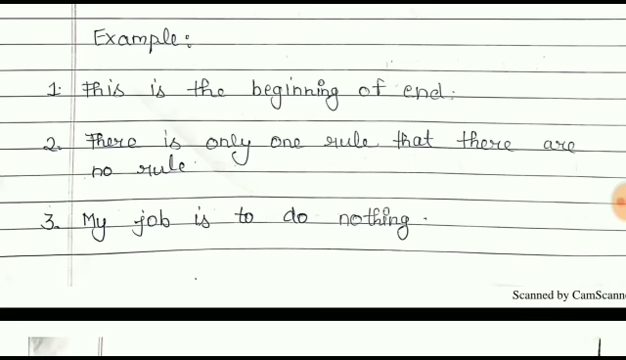 Example:
1. This is the beginning of end.
2. There is only one rule that there are
no rule.
3. My job is to do nothing.
Scanned by CamScann